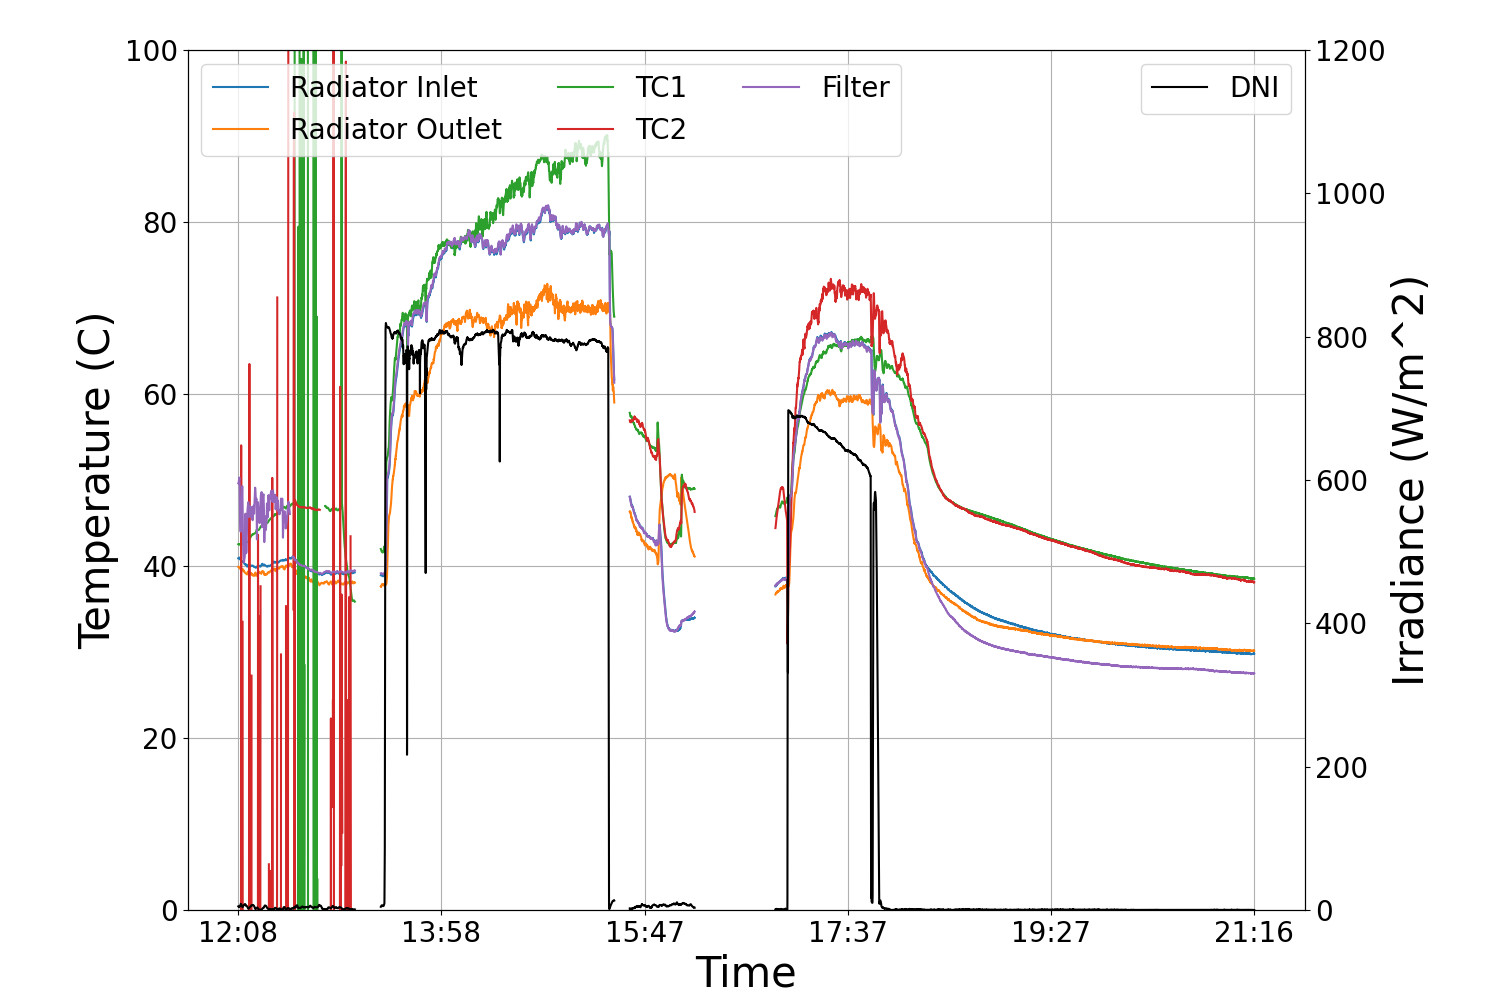 100
80
60
40
20
0
Temperature (C)
Radiator Inlet
Radiator Outlet
TC1
TC2
Filter
DNI
1200
1000
800
600
400
200
0
Irradiance (W/m^2)
12:08
13:58
15:47
17:37
19:27
21:16
Time